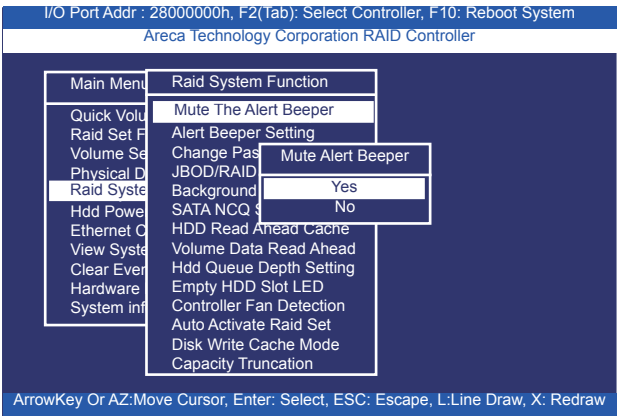 I/O Port Addr : 28000000h, F2(Tab): Select Controller, F10: Reboot System
Areca Technology Corporation RAID Controller
Main Menu
Quick Volu
Raid Set F
Volume Se
Physical D
Raid Syste
Hdd Powe
Ethernet C
View Syste
Clear Even
Hardware
System inf
Raid System Function
Mute The Alert Beeper
Alert Beeper Setting
Change Pas
JBOD/RAID
Background
SATA NCQ S
HDD Read Ahead Cache
Volume Data Read Ahead
Hdd Queue Depth Setting
Empty HDD Slot LED
Controller Fan Detection
Auto Activate Raid Set
Disk Write Cache Mode
Capacity Truncation
Mute Alert Beeper
Yes
No
ArrowKey Or AZ:Move Cursor, Enter: Select, ESC: Escape, L:Line Draw, X: Redraw